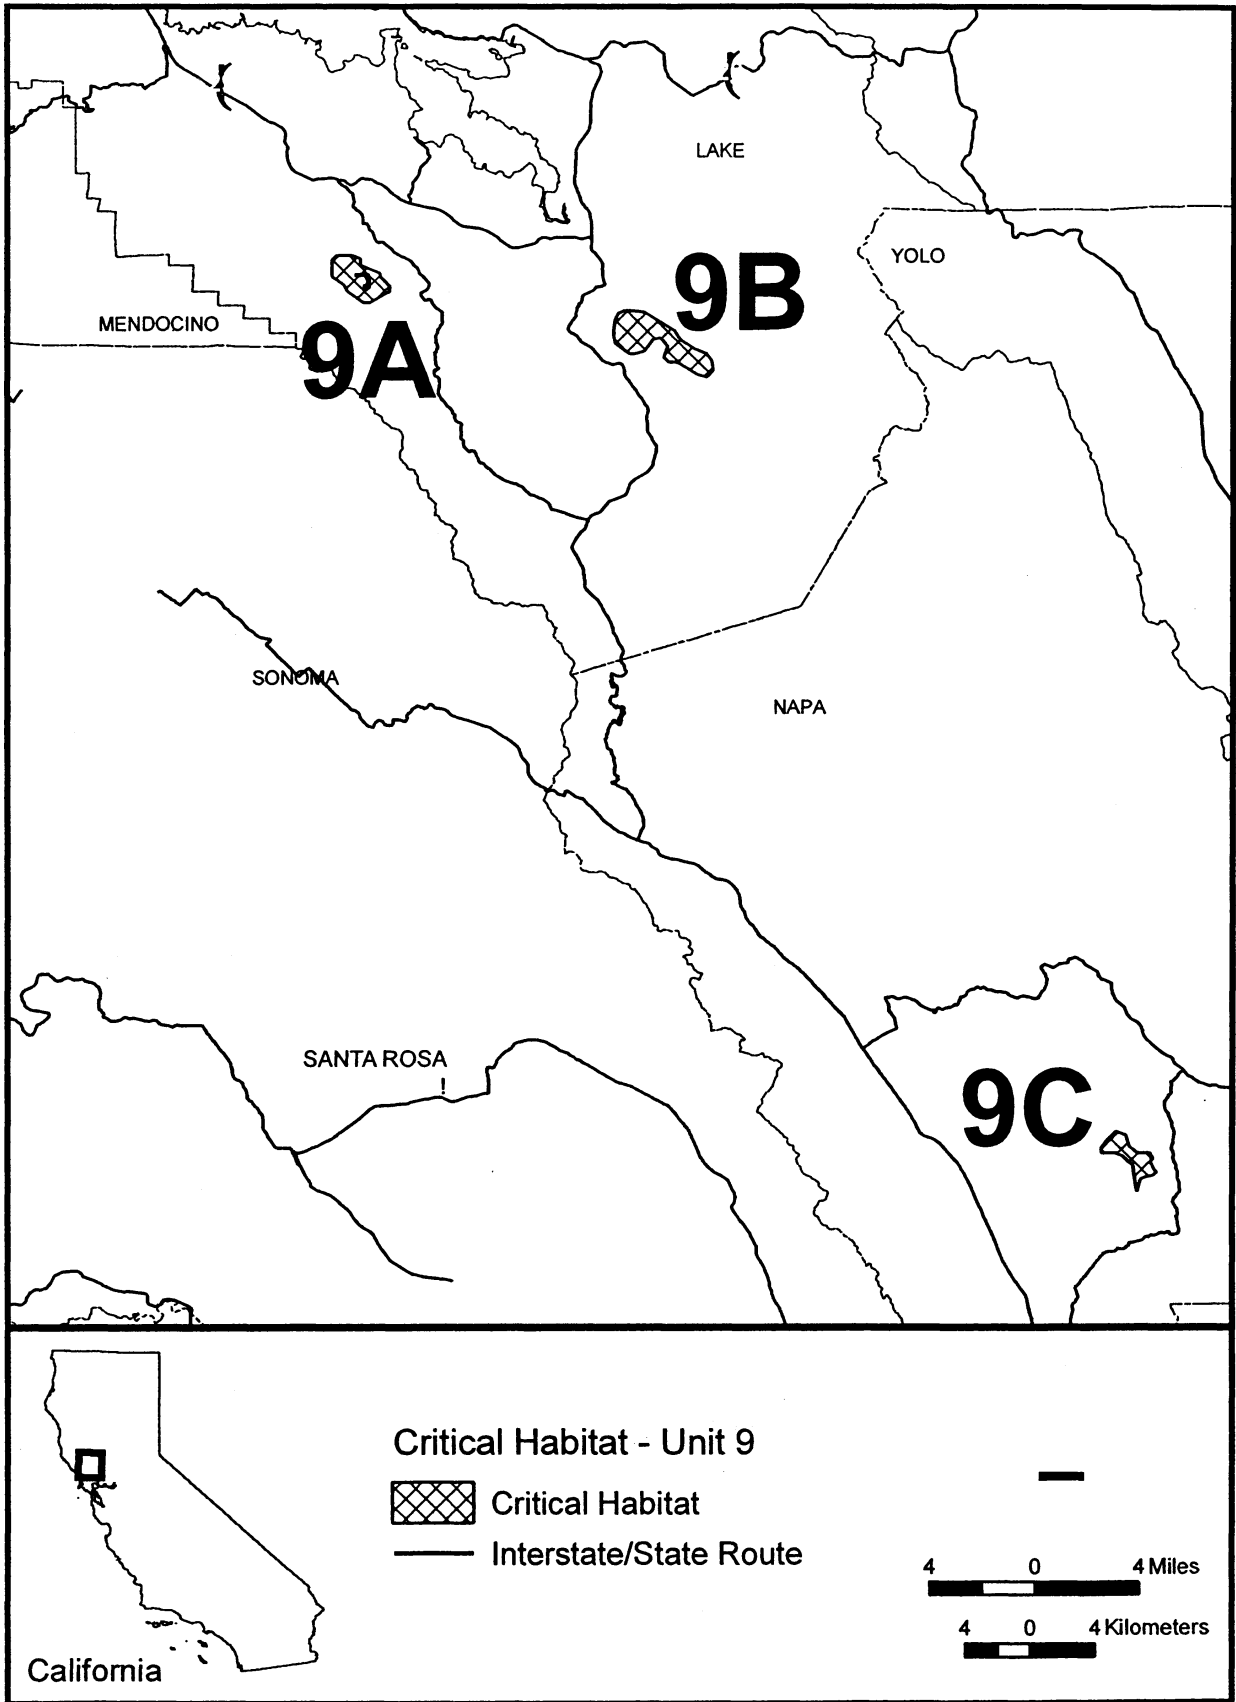 LAKE
YOLO
9B
MENDOCINO
9A
SONOMA
NAPA
SANTA ROSA
9C
Critical Habitat - Unit 9
Critical Habitat
Interstate/State Route
4 0 4 Miles
4 0 4 Kilometers
California